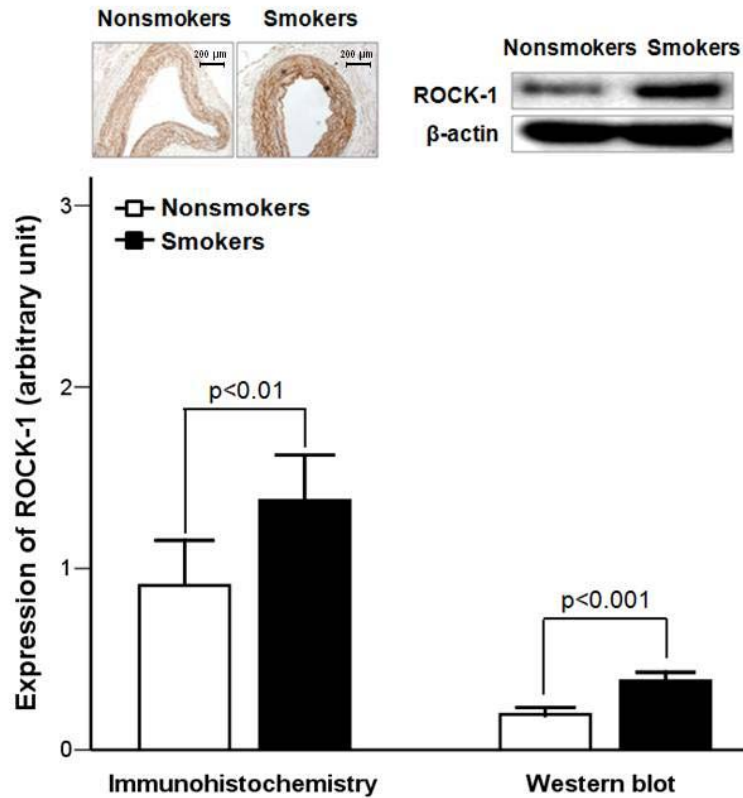 Nonsmokers Smokers
200 µm 200 µm
Nonsmokers Smokers
ROCK-1
β-actin
Nonsmokers
Smokers
Expression of ROCK-1 (arbitrary unit)
3
2
1
0
p<0.01
p<0.001
Immunohistochemistry
Western blot